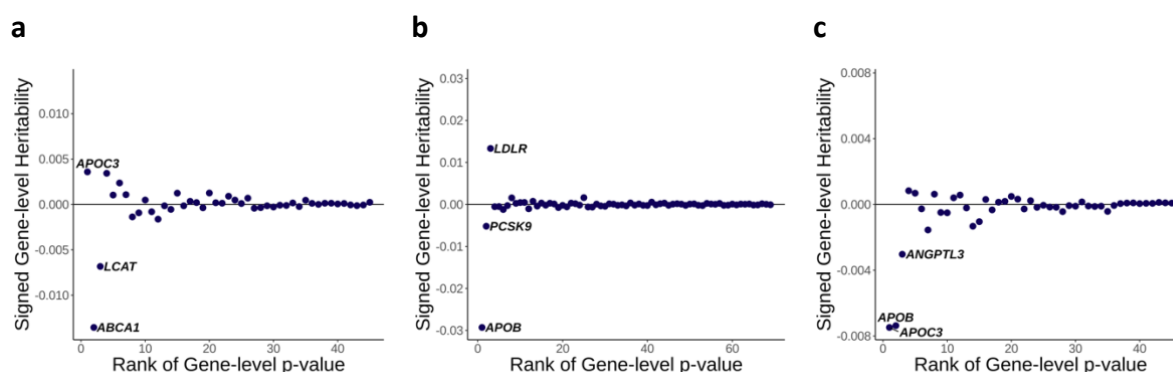 a
b
c
Signed Gene-level Heritability
0.010
0.005
0.000
-0.005
-0.010
APOC3
LCAT
ABCA1
0
10
20
30
40
Rank of Gene-level p-value
Signed Gene-level Heritability
0.03
0.02
0.01
0.00
-0.01
-0.02
-0.03
LDLR
PCSK9
APOB
0
20
40
60
Rank of Gene-level p-value
Signed Gene-level Heritability
0.008
0.004
0.000
-0.004
-0.008
ANGPTL3
APOB
APOC3
0
10
20
30
40
Rank of Gene-level p-value